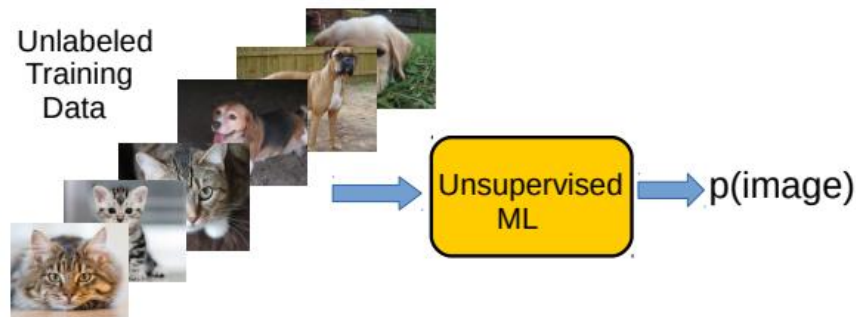 Unlabeled
Training
Data
Unsupervised
ML
p(image)